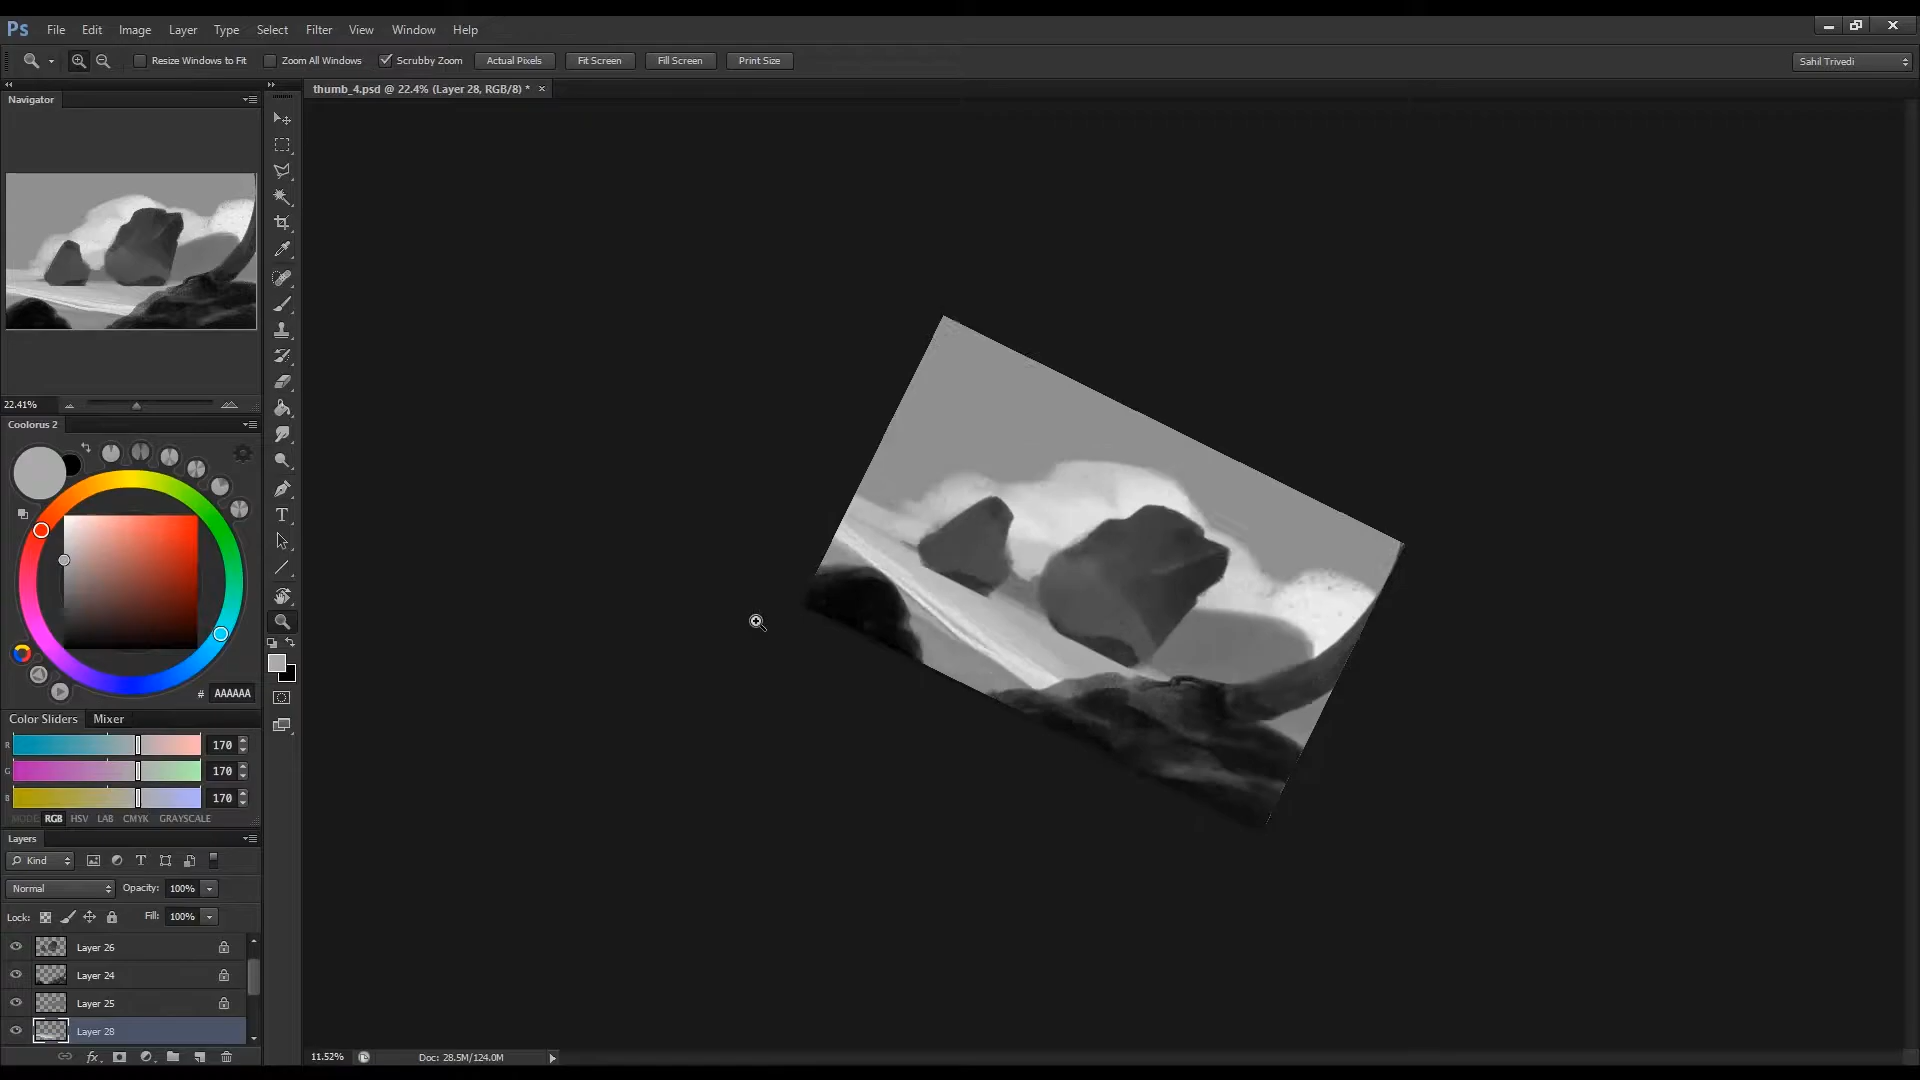 Ps File Edit Image Layer Type Select Filter View Window Help
Resize Windows to Fit Zoom All Windows Scrubby Zoom Actual Pixels Fit Screen Fill Screen Print Size Sahil Trivedi
Navigator
thumb_4.psd @ 22.4% (Layer 28, RGB/8) * ×
22.41%
Coolorus 2
# AAAAAA
Color Sliders Mixer
R 170
G 170
B 170
MODE: RGB HSV LAB CMYK GRAYSCALE
Layers
Kind
Normal Opacity: 100%
Lock: Fill: 100%
Layer 26
Layer 24
Layer 25
Layer 28
fx
11.52% Doc: 28.5M/124.0M